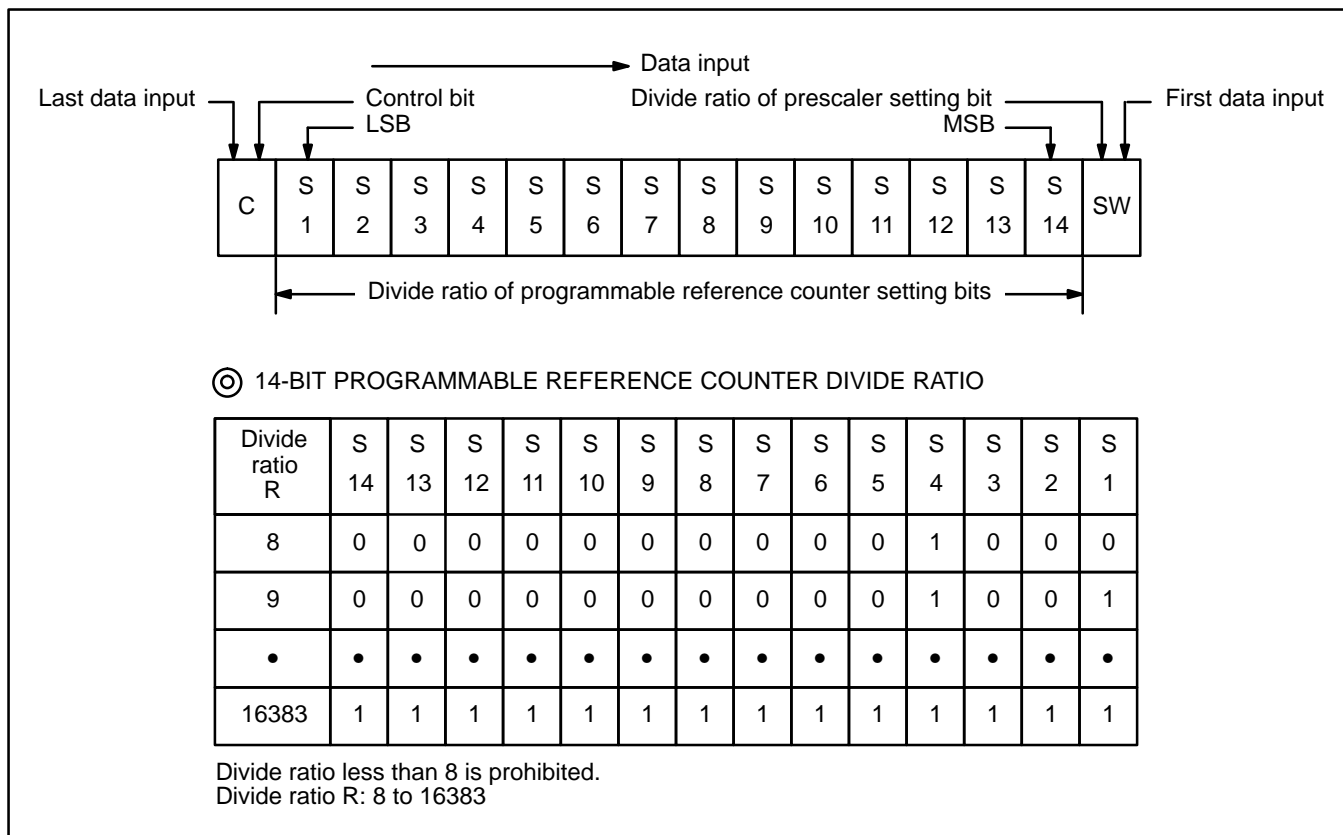 Data input
Last data input Control bit Divide ratio of prescaler setting bit First data input
LSB MSB
C S 1 S 2 S 3 S 4 S 5 S 6 S 7 S 8 S 9 S 10 S 11 S 12 S 13 S 14 SW
Divide ratio of programmable reference counter setting bits
14-BIT PROGRAMMABLE REFERENCE COUNTER DIVIDE RATIO
Divide ratio R S 14 S 13 S 12 S 11 S 10 S 9 S 8 S 7 S 6 S 5 S 4 S 3 S 2 S 1
8 0 0 0 0 0 0 0 0 0 0 1 0 0 0
9 0 0 0 0 0 0 0 0 0 0 1 0 0 1
• • • • • • • • • • • • • • •
16383 1 1 1 1 1 1 1 1 1 1 1 1 1 1
Divide ratio less than 8 is prohibited.
Divide ratio R: 8 to 16383